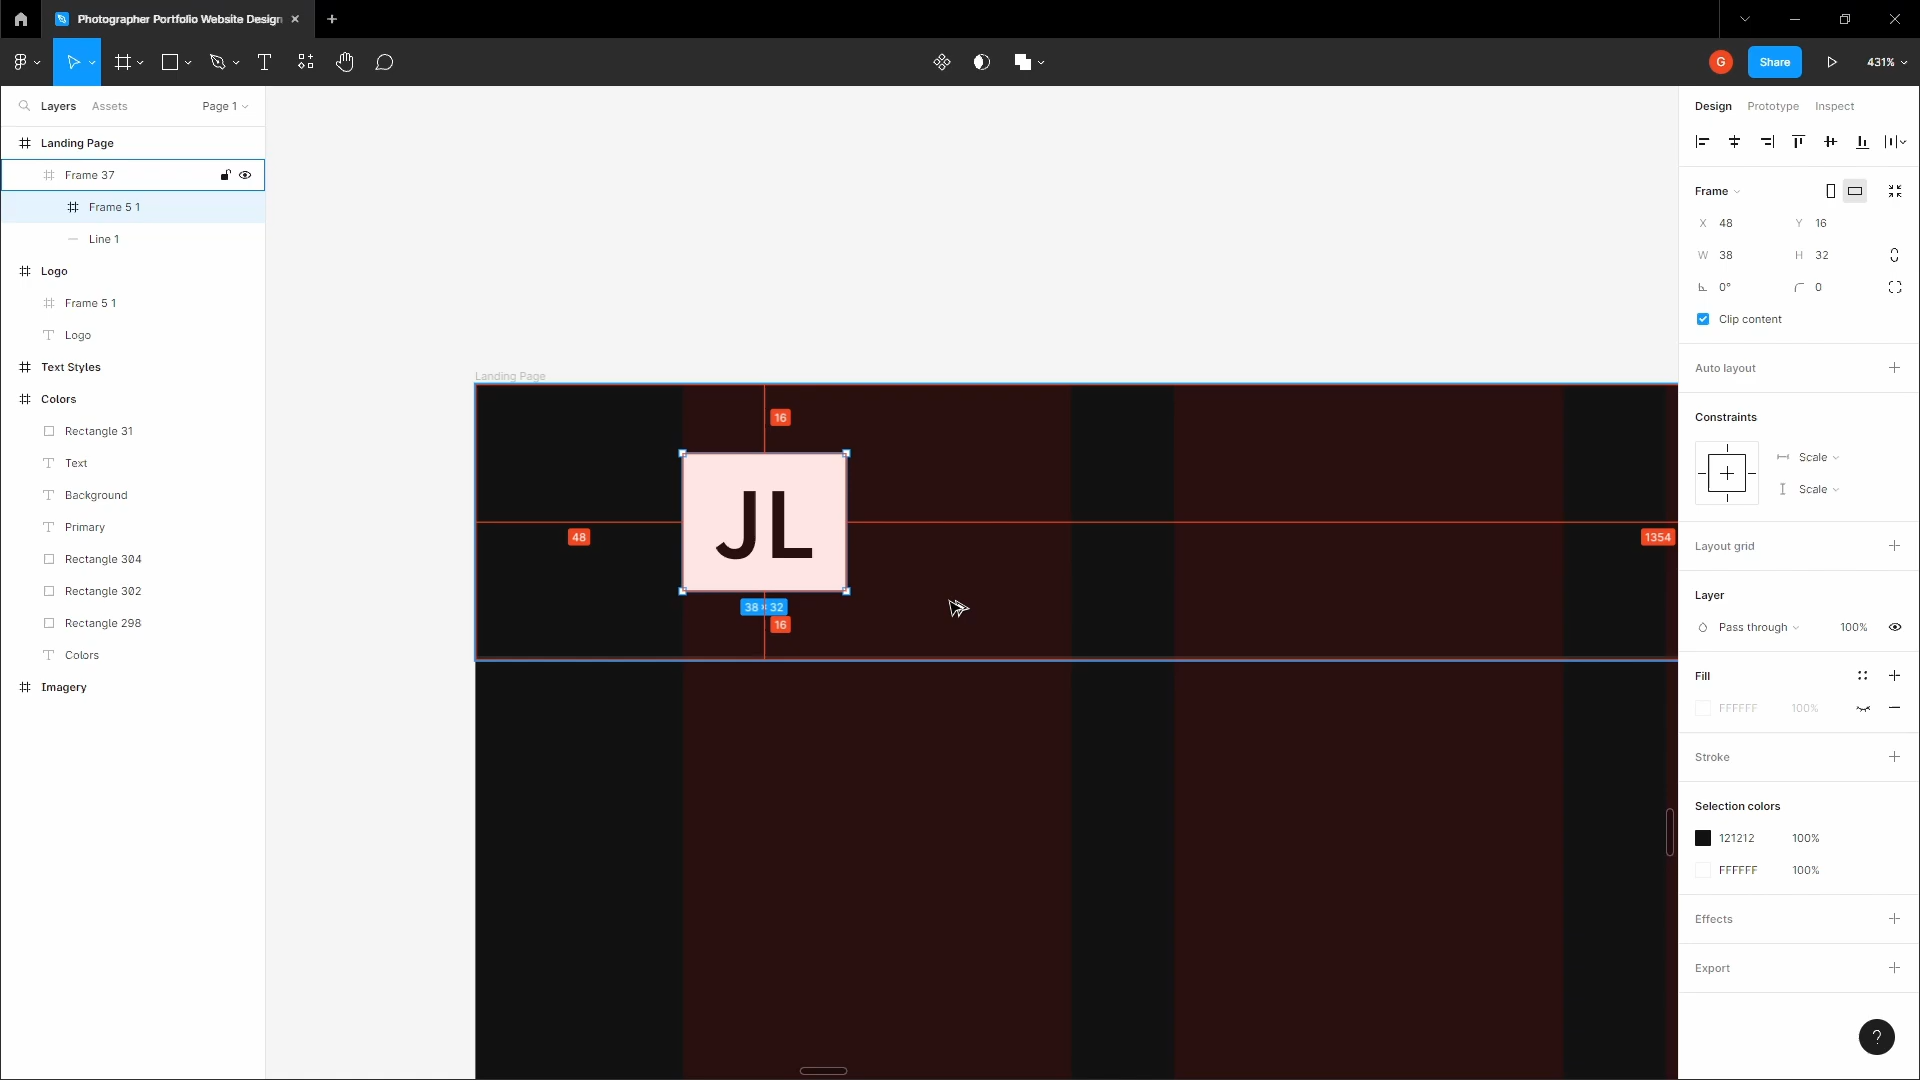 Photographer Portfolio Website Design
G
Share
431%
Layers
Assets
Page 1
Landing Page
Frame 37
Frame 5 1
Line 1
Logo
Frame 5 1
Logo
Text Styles
Colors
Rectangle 31
Text
Background
Primary
Rectangle 304
Rectangle 302
Rectangle 298
Colors
Imagery
Landing Page
16
JL
48
1354
38 × 32
16
Design
Prototype
Inspect
Frame
X 48
Y 16
W 38
H 32
0°
0
Clip content
Auto layout
Constraints
Scale
Scale
Layout grid
Layer
Pass through
100%
Fill
FFFFFF
100%
Stroke
Selection colors
121212
100%
FFFFFF
100%
Effects
Export
?